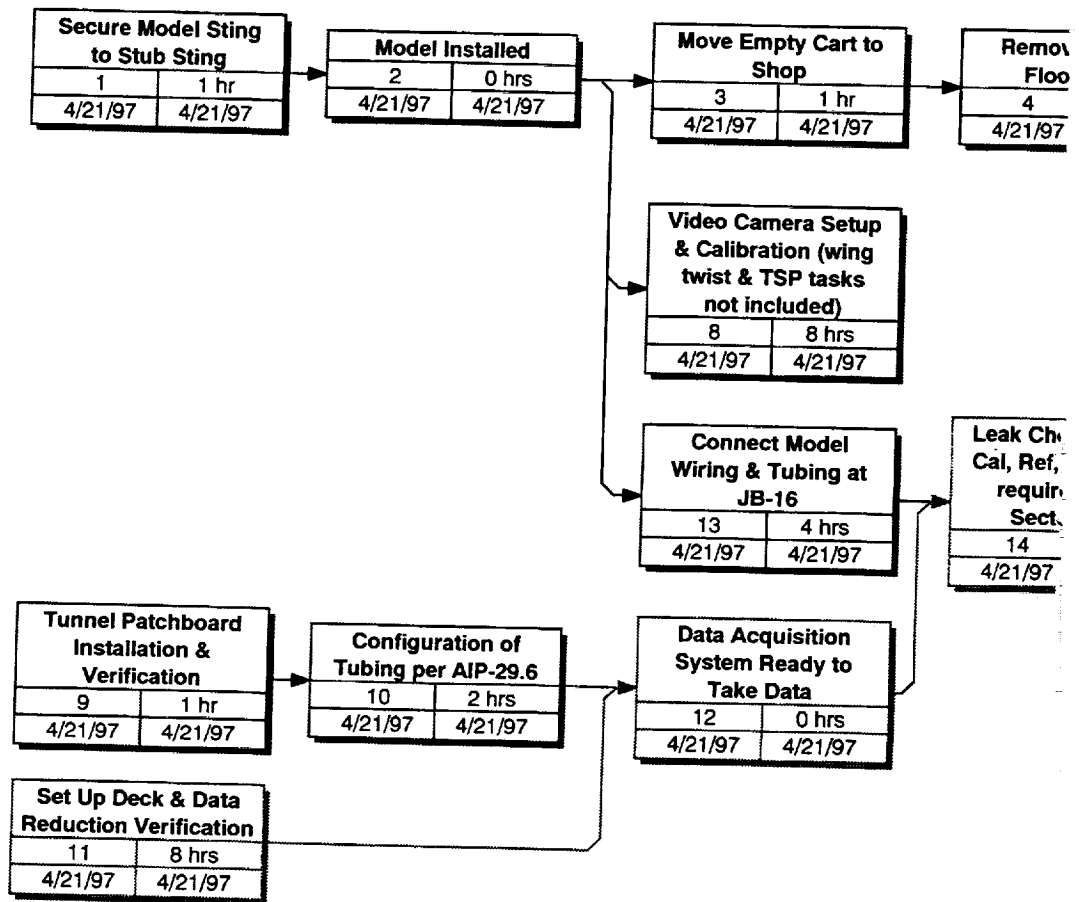 Secure Model Sting
to Stub Sting
1 1 hr
4/21/97 4/21/97
Model Installed
2 0 hrs
4/21/97 4/21/97
Move Empty Cart to
Shop
3 1 hr
4/21/97 4/21/97
4
4/21/97
Video Camera Setup
& Calibration (wing
twist & TSP tasks
not included)
8 8 hrs
4/21/97 4/21/97
Connect Model
Wiring & Tubing at
JB-16
13 4 hrs
4/21/97 4/21/97
Leak
Cal, Ref,
14
4/21/97
Tunnel Patchboard
Installation &
Verification
9 1 hr
4/21/97 4/21/97
Configuration of
Tubing per AIP-29.6
10 2 hrs
4/21/97 4/21/97
Data Acquisition
System Ready to
Take Data
12 0 hrs
4/21/97 4/21/97
Set Up Deck & Data
Reduction Verification
11 8 hrs
4/21/97 4/21/97